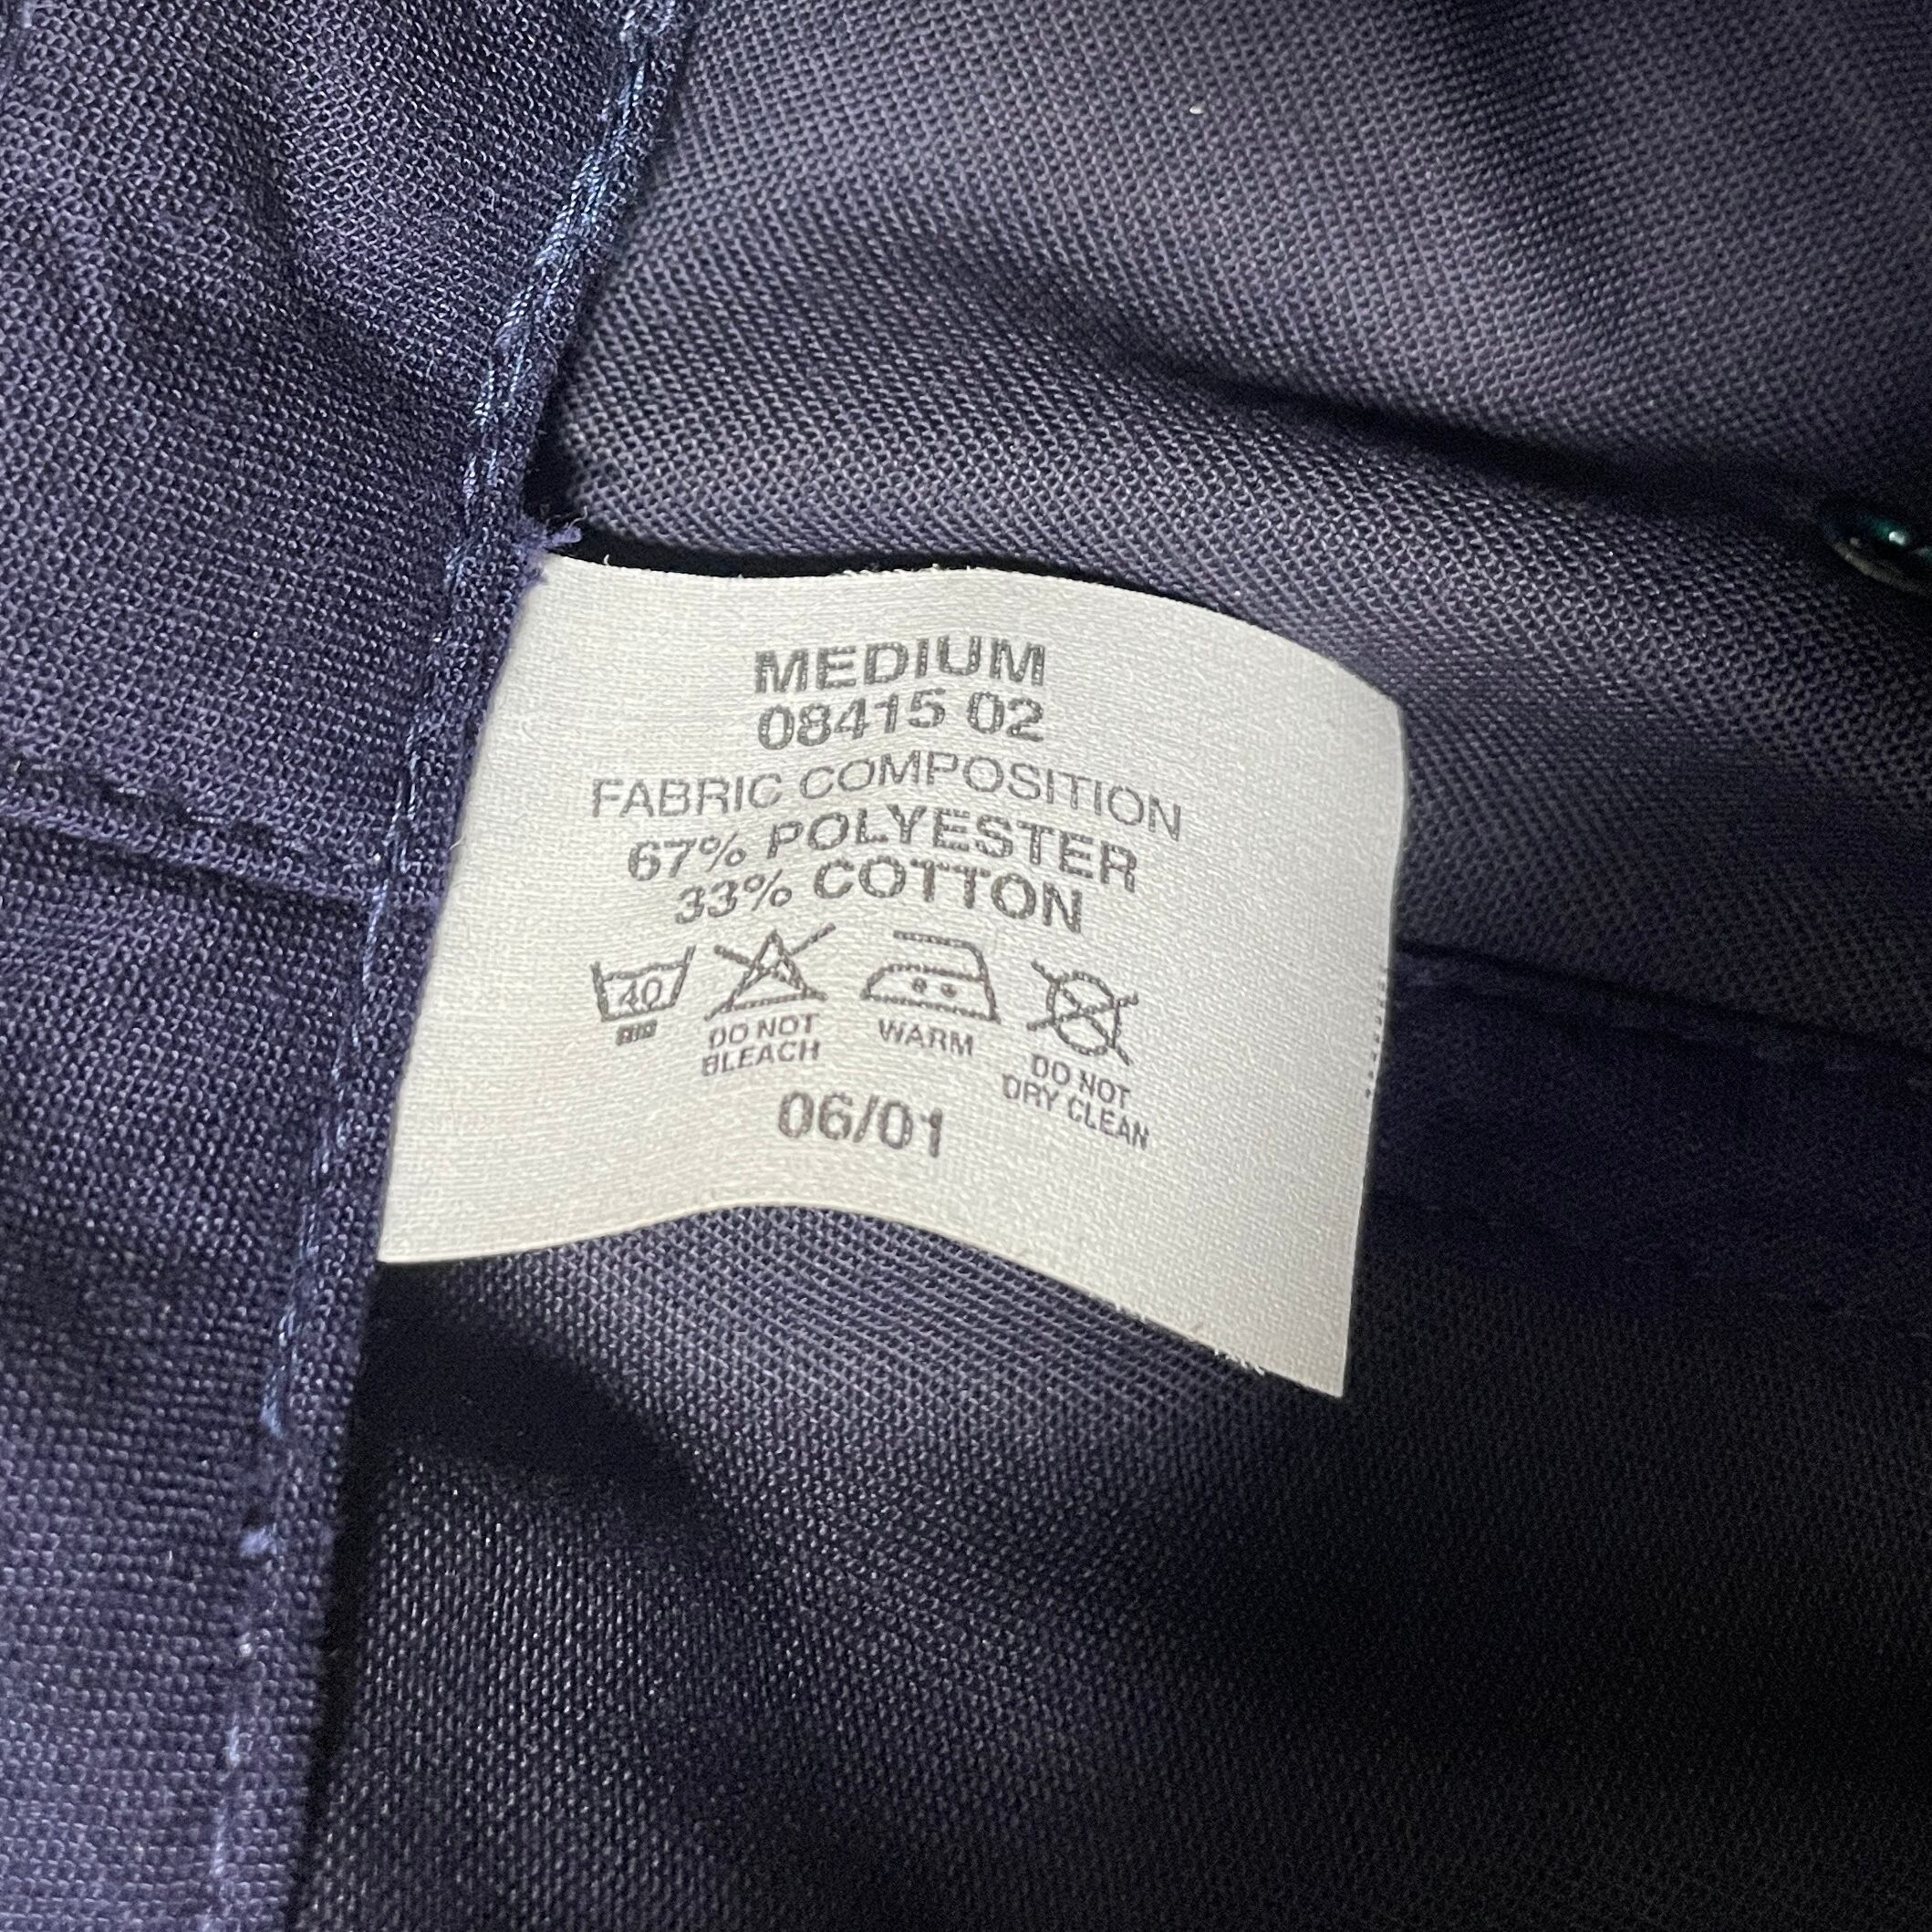 MEDIUM
08415 02
FABRIC COMPOSITION
67% POLYESTER
33% COTTON
40
DO NOT
BLEACH
WARM
DO NOT
DRY CLEAN
06/01